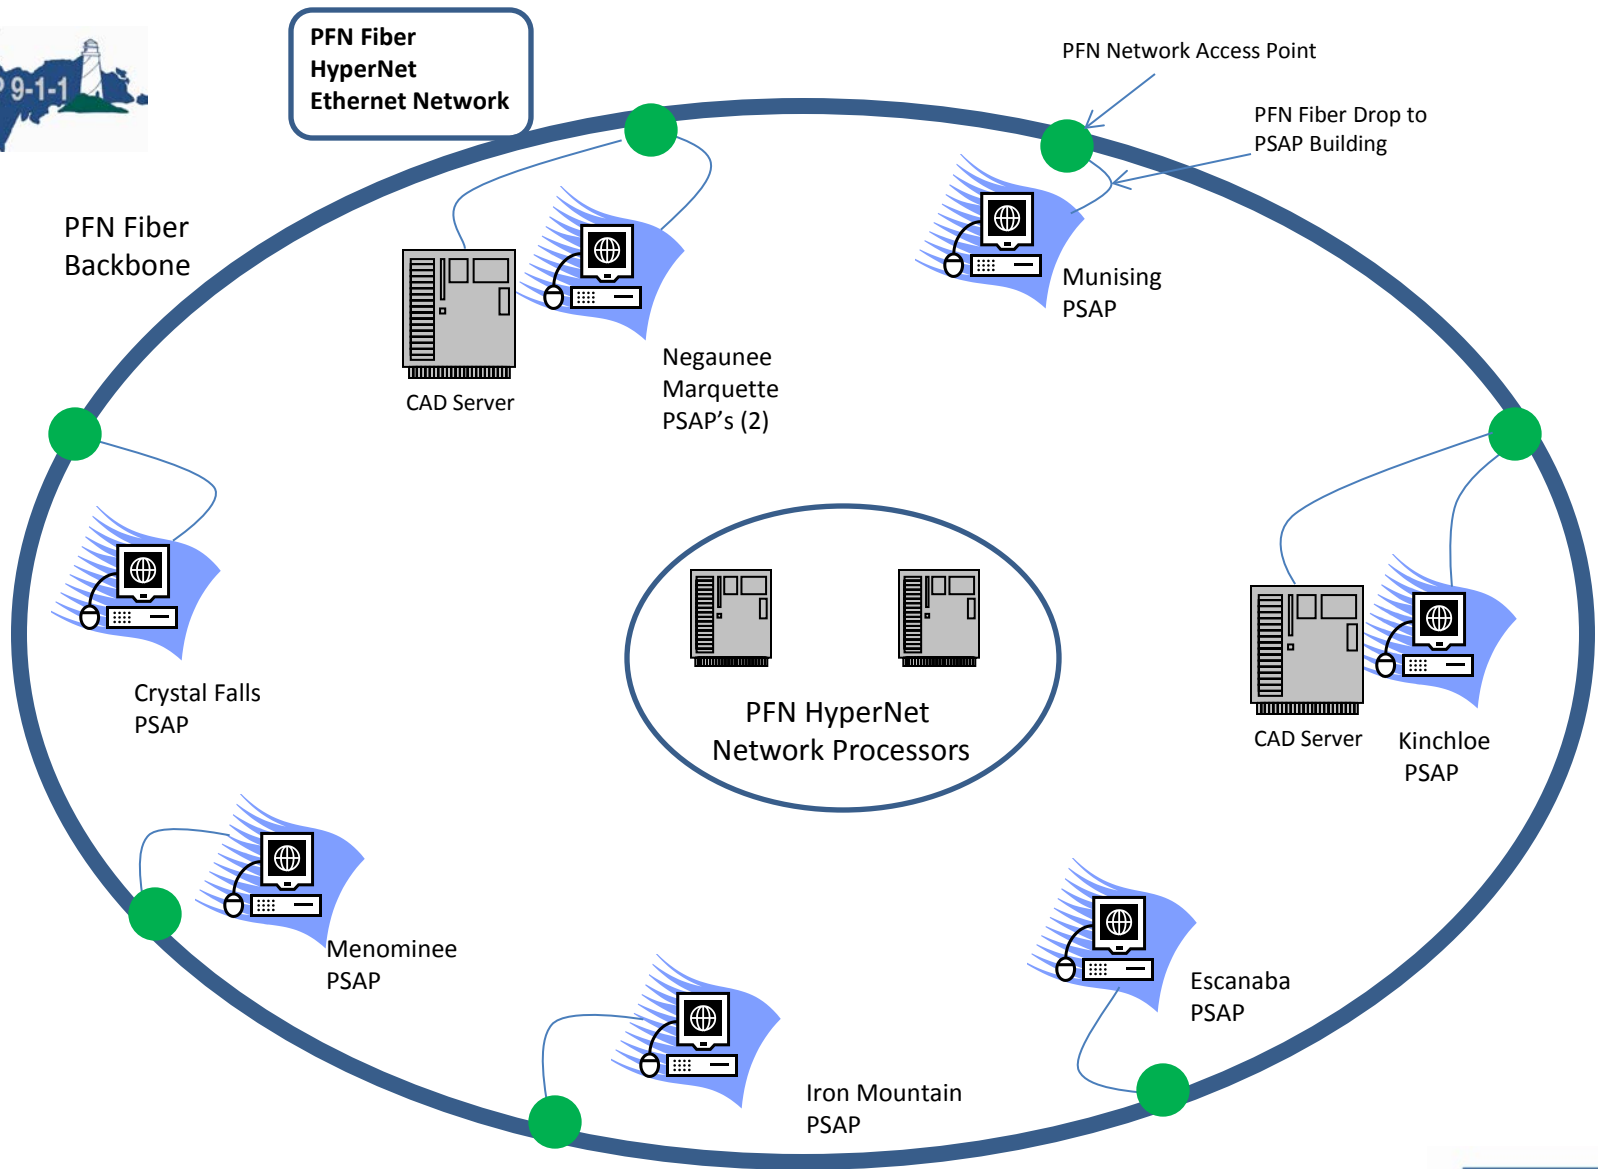 PFN Fiber
HyperNet
Ethernet Network
9-1-1
PFN Network Access Point
PFN Fiber Drop to
PSAP Building
PFN Fiber
Backbone
Munising
PSAP
Negaunee
Marquette
PSAP’s (2)
CAD Server
Crystal Falls
PSAP
PFN HyperNet
Network Processors
CAD Server
Kinchloe
PSAP
Menominee
PSAP
Escanaba
PSAP
Iron Mountain
PSAP